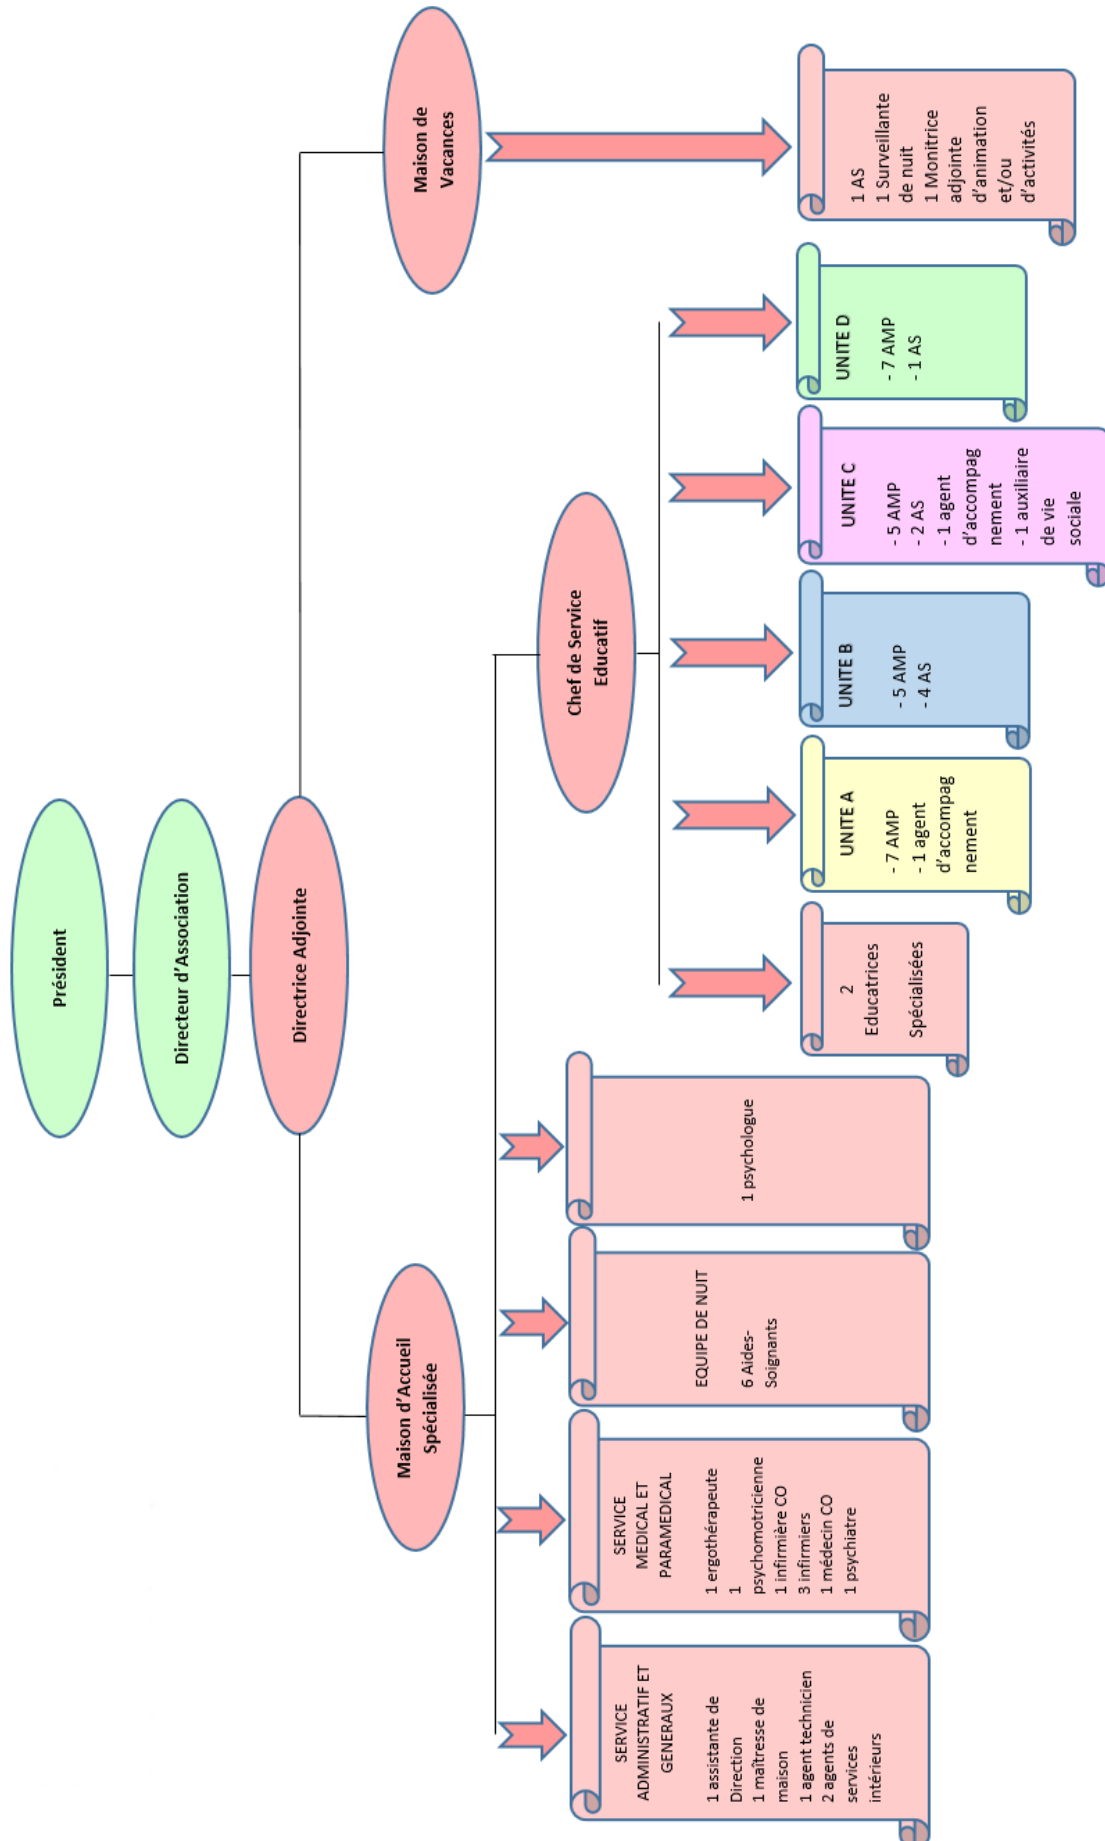 Président
Directeur d'Association
Directrice Adjointe
Maison d'Accueil
Spécialisée
Maison de
Vacances
Chef de Service
Educatif
SERVICE
ADMINISTRATIF ET
GENERAUX
1 assistante de
Direction
1 maîtresse de
maison
1 agent technicien
2 agents de
services
intérieurs
SERVICE
MEDICAL ET
PARAMEDICAL
1 ergothérapeute
1
psychomotricienne
1 infirmière CO
3 infirmiers
1 médecin CO
1 psychiatre
EQUIPE DE NUIT
6 Aides-
Soignants
1 psychologue
2
Educatrices
Spécialisées
UNITE A
- 7 AMP
- 1 agent
d'accompag
nement
UNITE B
- 5 AMP
- 4 AS
UNITE C
- 5 AMP
- 2 AS
- 1 agent
d'accompag
nement
- 1 auxiliaire
de vie
sociale
UNITE D
- 7 AMP
- 1 AS
1 AS
1 Surveillante
de nuit
1 Monitrice
adjointe
d'animation
et/ou
d'activités